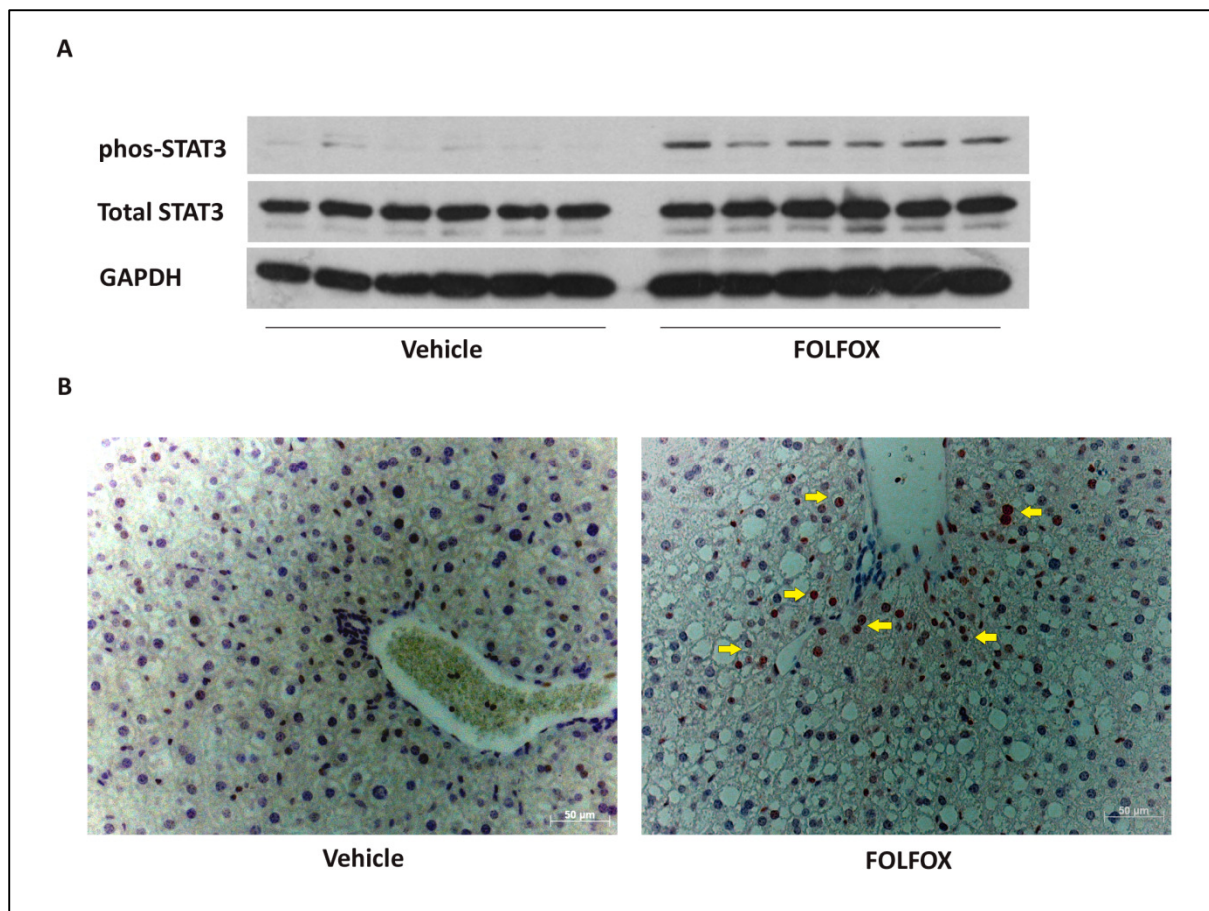 A
phos-STAT3
Total STAT3
GAPDH
Vehicle
FOLFOX
B
50 µm
50 µm
Vehicle
FOLFOX